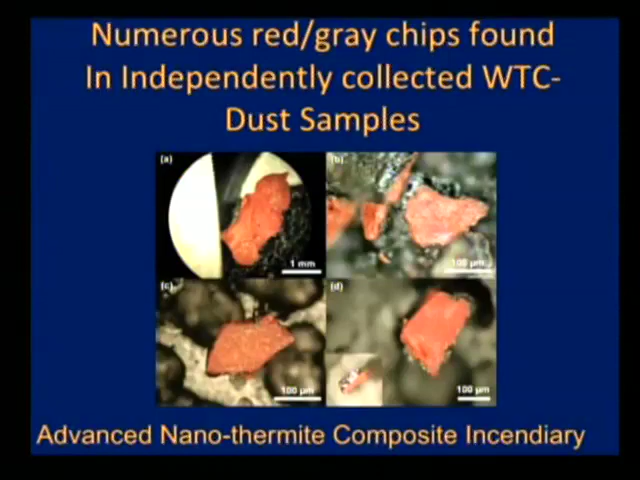 Numerous red/gray chips found
In Independently collected WTC-
Dust Samples
(a)
1 mm
(b)
100 µm
(c)
100 µm
(d)
100 µm
Advanced Nano-thermite Composite Incendiary